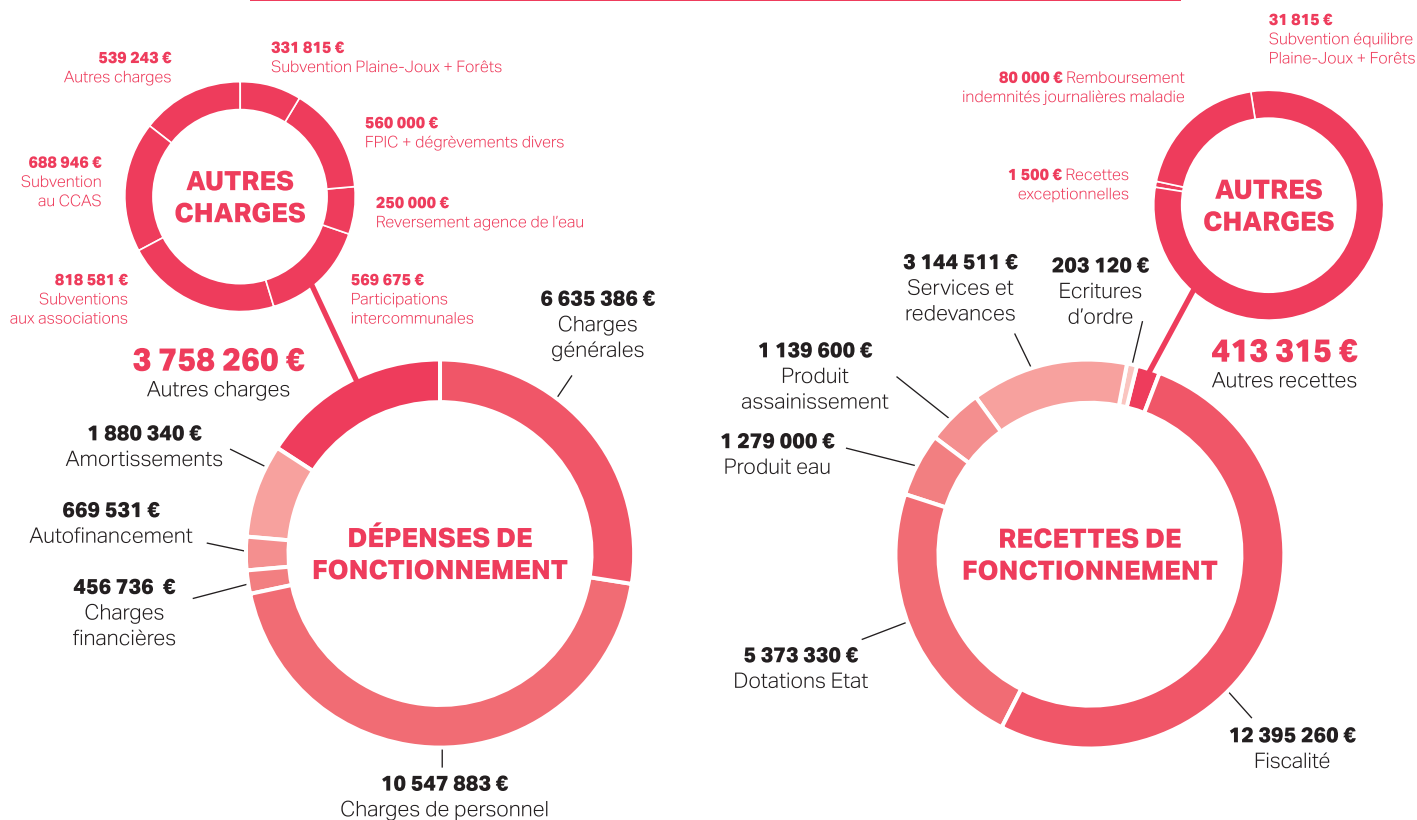 331 815 €
Subvention Plaine-Joux + Forêts
539 243 €
Autres charges
560 000 €
FPIC + dégrèvements divers
688 946 €
Subvention
au CCAS
AUTRES
CHARGES
250 000 €
Reversement agence de l'eau
818 581 €
Subventions
aux associations
569 675 €
Participations
intercommunales
3 758 260 €
Autres charges
6 635 386 €
Charges
générales
1 880 340 €
Amortissements
669 531 €
Autofinancement
456 736 €
Charges
financières
DÉPENSES DE
FONCTIONNEMENT
10 547 883 €
Charges de personnel
31 815 €
Subvention équilibre
Plaine-Joux + Forêts
80 000 € Remboursement
indemnités journalières maladie
1 500 € Recettes
exceptionnelles
AUTRES
CHARGES
3 144 511 €
Services et
redevances
203 120 €
Ecritures
d'ordre
413 315 €
Autres recettes
1 139 600 €
Produit
assainissement
1 279 000 €
Produit eau
RECETTES DE
FONCTIONNEMENT
5 373 330 €
Dotations Etat
12 395 260 €
Fiscalité